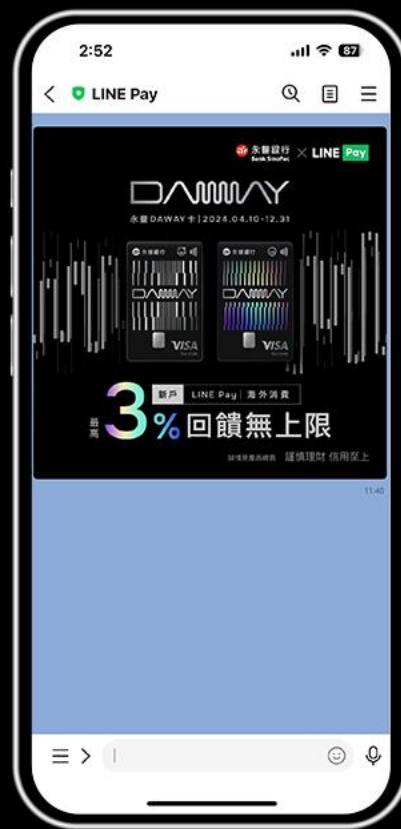 2:52
87
LINE Pay
永豐銀行 Bank SinoPac × LINE Pay
DAWAY
永豐DAWAY卡|2024.04.10-12.31
永豐銀行 永豐銀行
DAWAY DAWAY
VISA VISA
新戶 LINE Pay|海外消費
最高3%回饋無上限
謹慎理財 信用至上
11:40